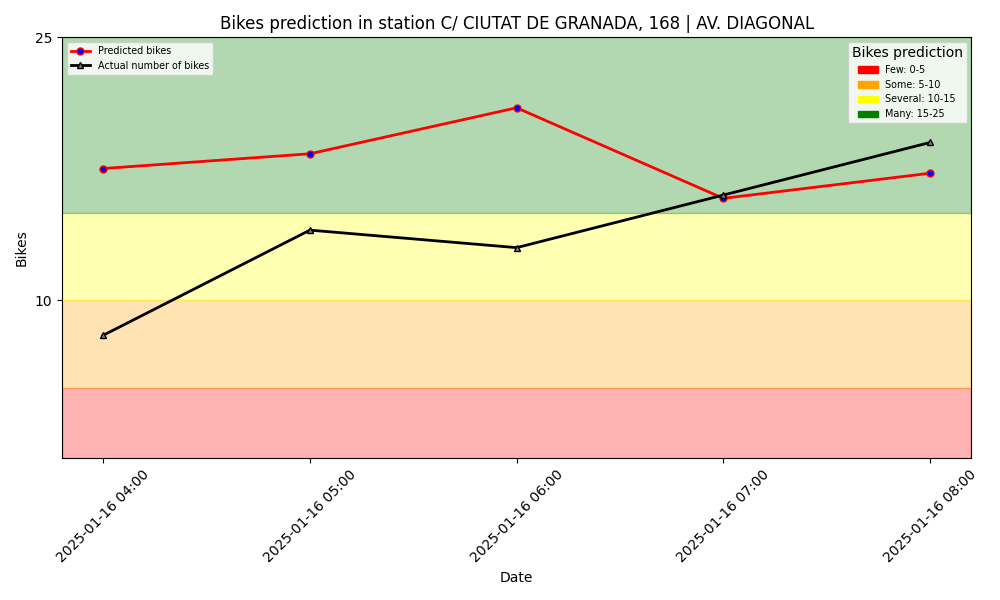 Bikes prediction in station C/ CIUTAT DE GRANADA, 168 | AV. DIAGONAL
25
Predicted bikes
Actual number of bikes
Bikes prediction
Few: 0-5
Some: 5-10
Several: 10-15
Many: 15-25
Bikes
10
2025-01-16 04:00
2025-01-16 05:00
2025-01-16 06:00
2025-01-16 07:00
2025-01-16 08:00
Date